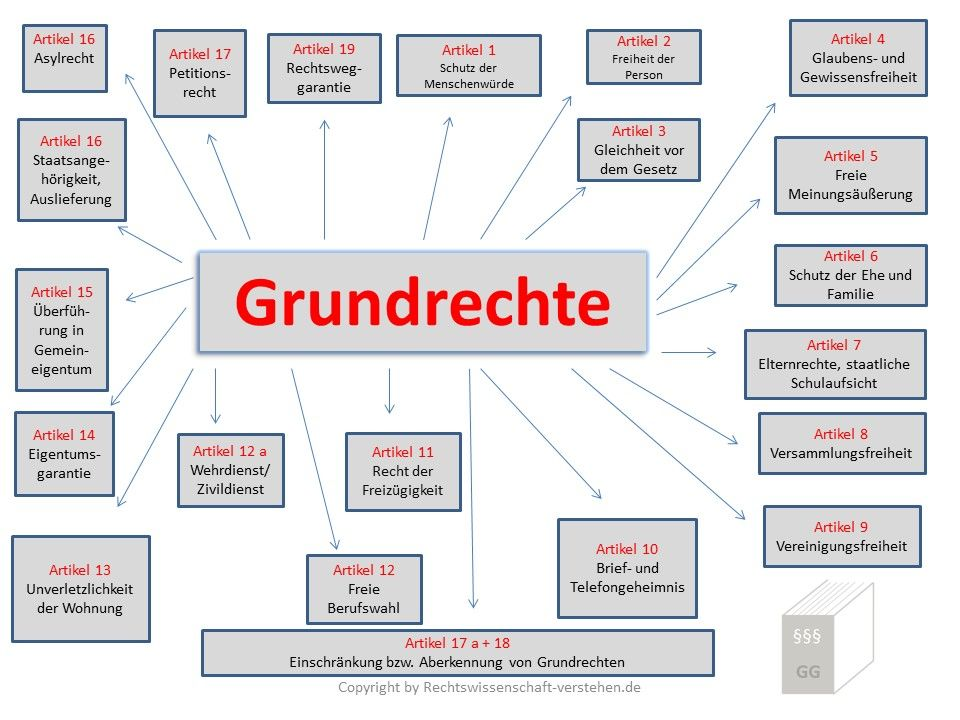 Artikel 16
Asylrecht
Artikel 17
Petitions-
recht
Artikel 19
Rechtsweg-
garantie
Artikel 1
Schutz der
Menschenwürde
Artikel 2
Freiheit der
Person
Artikel 4
Glaubens- und
Gewissensfreiheit
Artikel 16
Staatsange-
hörigkeit,
Auslieferung
Artikel 3
Gleichheit vor
dem Gesetz
Artikel 5
Freie
Meinungsäußerung
Grundrechte
Artikel 6
Schutz der Ehe und
Familie
Artikel 15
Überfüh-
rung in
Gemein-
eigentum
Artikel 7
Elternrechte, staatliche
Schulaufsicht
Artikel 14
Eigentums-
garantie
Artikel 12 a
Wehrdienst/
Zivildienst
Artikel 11
Recht der
Freizügigkeit
Artikel 8
Versammlungsfreiheit
Artikel 9
Vereinigungsfreiheit
Artikel 13
Unverletzlichkeit
der Wohnung
Artikel 12
Freie
Berufswahl
Artikel 10
Brief- und
Telefongeheimnis
Artikel 17 a + 18
Einschränkung bzw. Aberkennung von Grundrechten
§§§
GG
Copyright by Rechtswissenschaft-verstehen.de